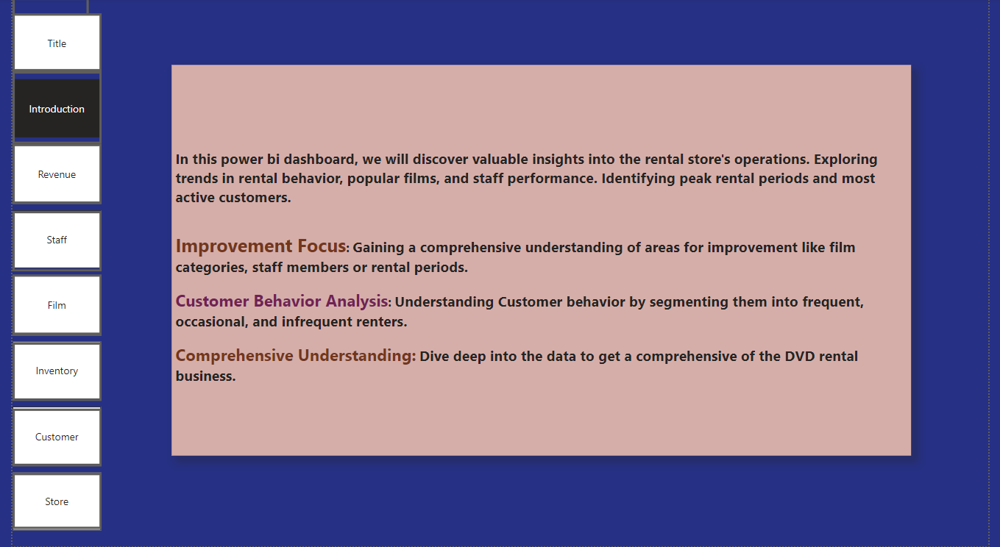 Title
Introduction
Revenue
Staff
Film
Inventory
Customer
Store
In this power bi dashboard, we will discover valuable insights into the rental store's operations. Exploring
trends in rental behavior, popular films, and staff performance. Identifying peak rental periods and most
active customers.
Improvement Focus: Gaining a comprehensive understanding of areas for improvement like film
categories, staff members or rental periods.
Customer Behavior Analysis: Understanding Customer behavior by segmenting them into frequent,
occasional, and infrequent renters.
Comprehensive Understanding: Dive deep into the data to get a comprehensive of the DVD rental
business.